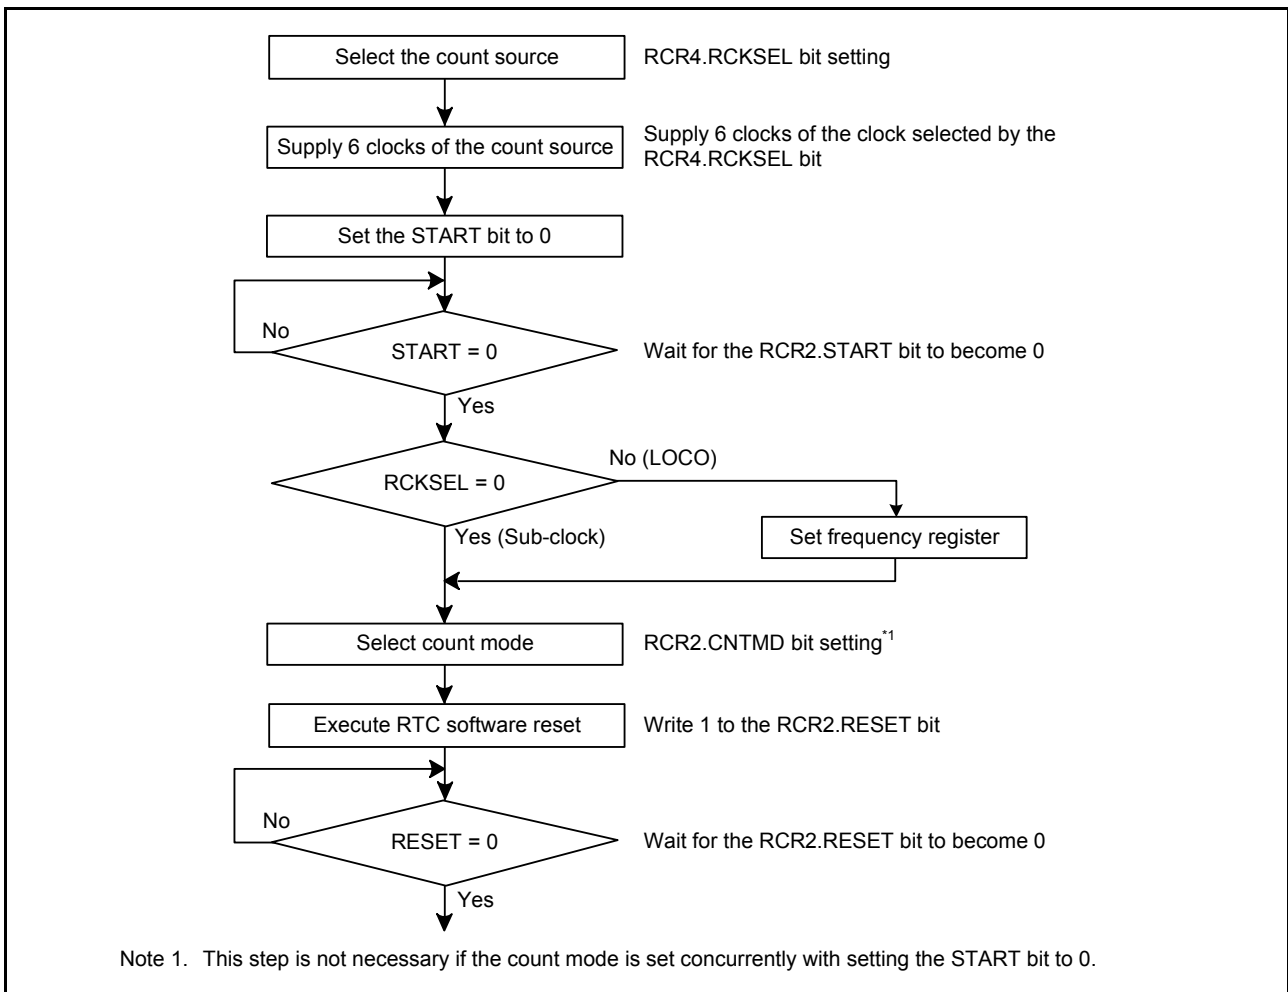 Select the count source
RCR4.RCKSEL bit setting
Supply 6 clocks of the count source
Supply 6 clocks of the clock selected by the
RCR4.RCKSEL bit
Set the START bit to 0
No
START = 0
Wait for the RCR2.START bit to become 0
Yes
No (LOCO)
RCKSEL = 0
Yes (Sub-clock)
Set frequency register
Select count mode
RCR2.CNTMD bit setting*1
Execute RTC software reset
Write 1 to the RCR2.RESET bit
No
RESET = 0
Wait for the RCR2.RESET bit to become 0
Yes
Note 1. This step is not necessary if the count mode is set concurrently with setting the START bit to 0.